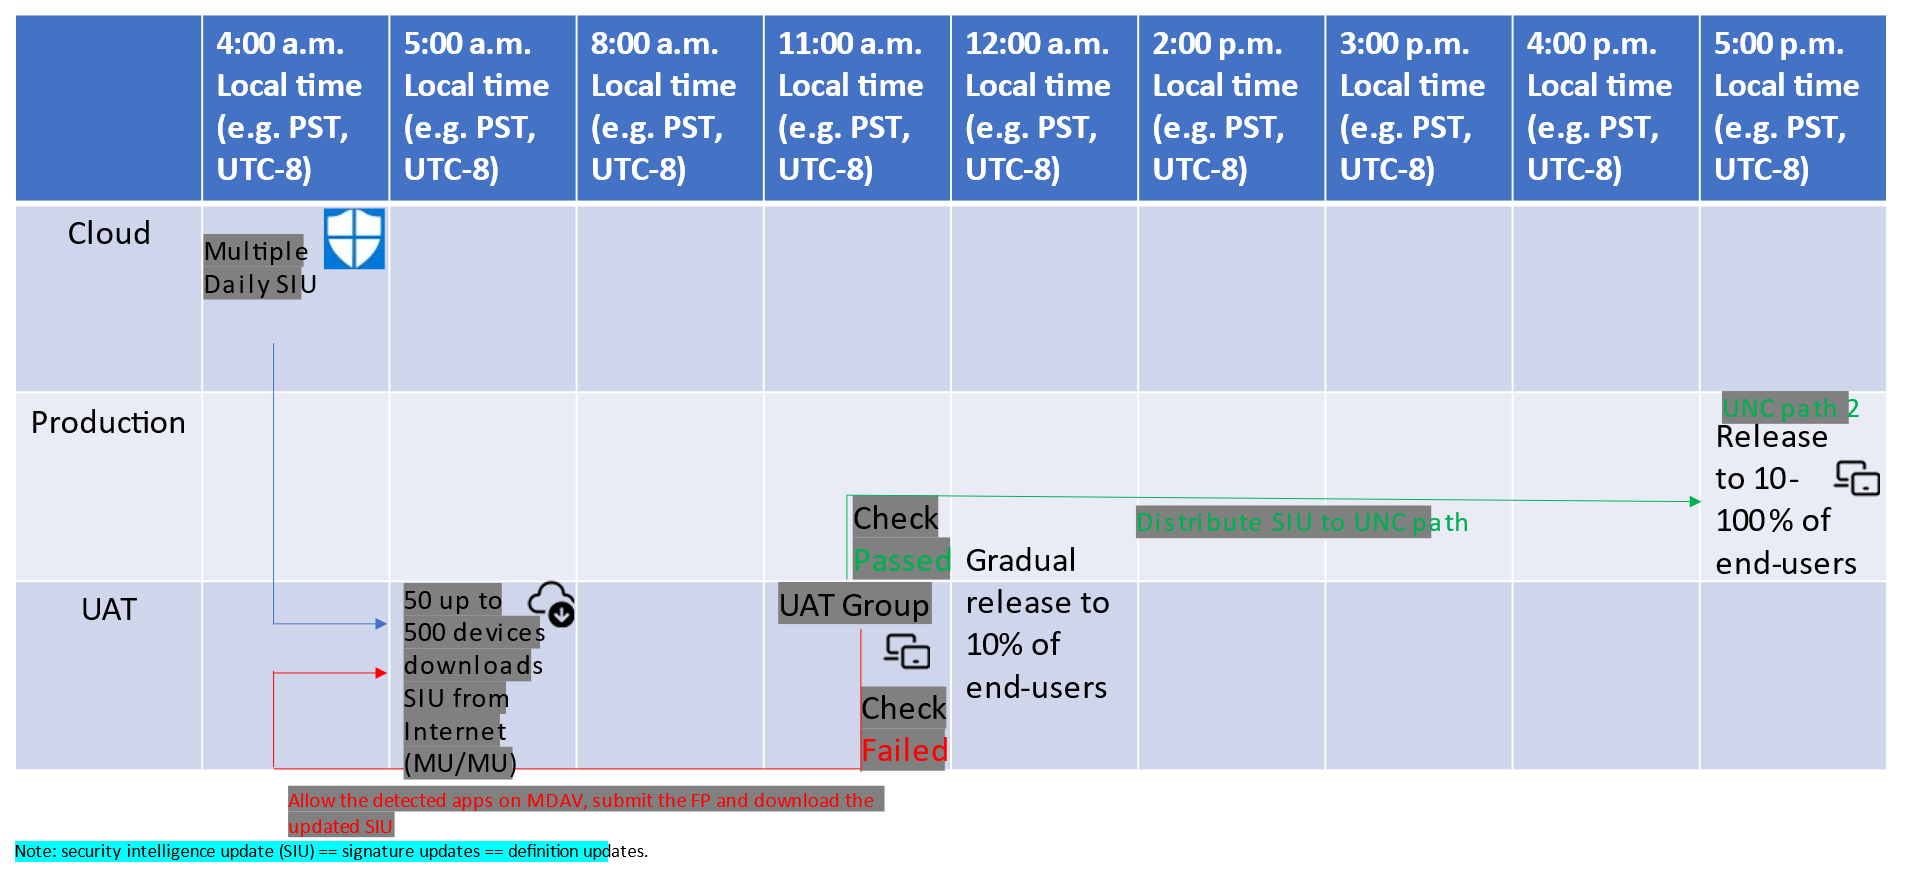 4:00 a.m.
Local time
(e.g. PST,
UTC-8)
5:00 a.m.
Local time
(e.g. PST,
UTC-8)
8:00 a.m.
Local time
(e.g. PST,
UTC-8)
11:00 a.m.
Local time
(e.g. PST,
UTC-8)
12:00 a.m.
Local time
(e.g. PST,
UTC-8)
2:00 p.m.
Local time
(e.g. PST,
UTC-8)
3:00 p.m.
Local time
(e.g. PST,
UTC-8)
4:00 p.m.
Local time
(e.g. PST,
UTC-8)
5:00 p.m.
Local time
(e.g. PST,
UTC-8)
Cloud
Multiple
Daily SIU
Production
Check
Passed
Distribute SIU to UNC path
UNC path 2
Release
to 10-
100% of
end-users
UAT
50 up to
500 devices
downloads
SIU from
Internet
(MU/MU)
UAT Group
Check
Failed
Gradual
release to
10% of
end-users
Allow the detected apps on MDAV, submit the FP and download the
updated SIU
Note: security intelligence update (SIU) == signature updates == definition updates.